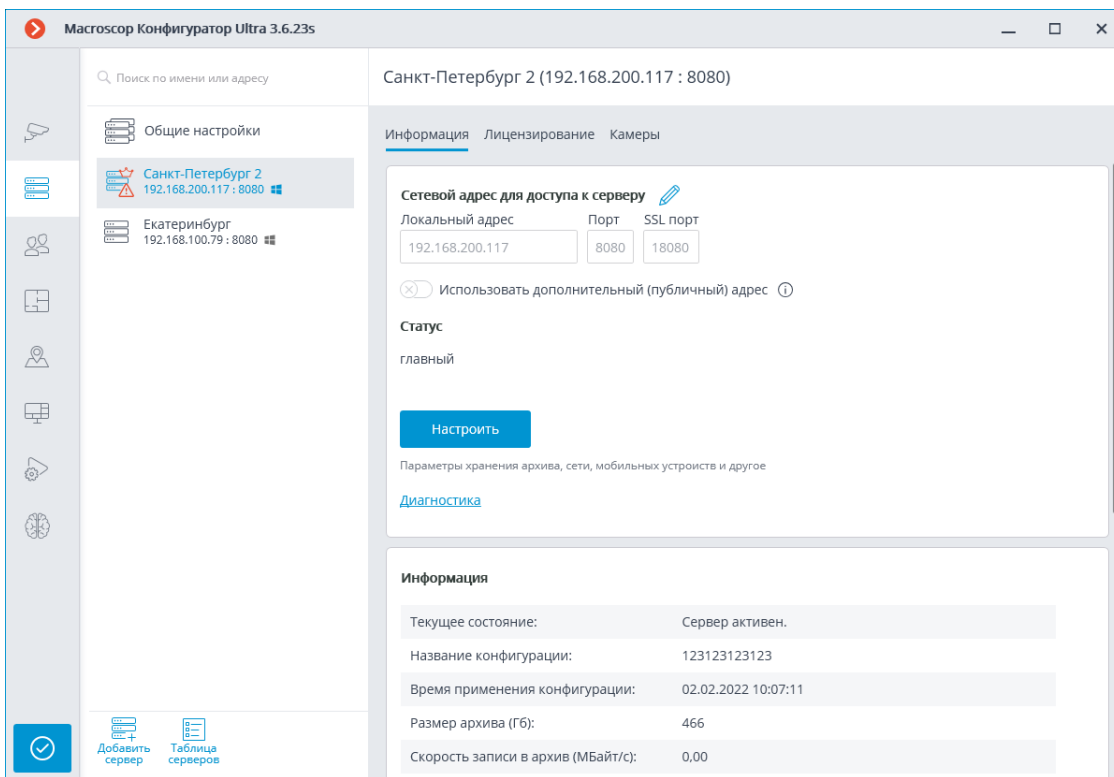 Macroscop Конфигуратор Ultra 3.6.23s
Поиск по имени или адресу
Общие настройки
Санкт-Петербург 2
192.168.200.117 : 8080
Екатеринбург
192.168.100.79 : 8080
Добавить сервер
Таблица серверов
Санкт-Петербург 2 (192.168.200.117 : 8080)
Информация Лицензирование Камеры
Сетевой адрес для доступа к серверу
Локальный адрес Порт SSL порт
192.168.200.117 8080 18080
Использовать дополнительный (публичный) адрес
Статус
главный
Настроить
Параметры хранения архива, сети, мобильных устройств и другое
Диагностика
Информация
Текущее состояние: Сервер активен.
Название конфигурации: 123123123123
Время применения конфигурации: 02.02.2022 10:07:11
Размер архива (Гб): 466
Скорость записи в архив (МБайт/с): 0,00